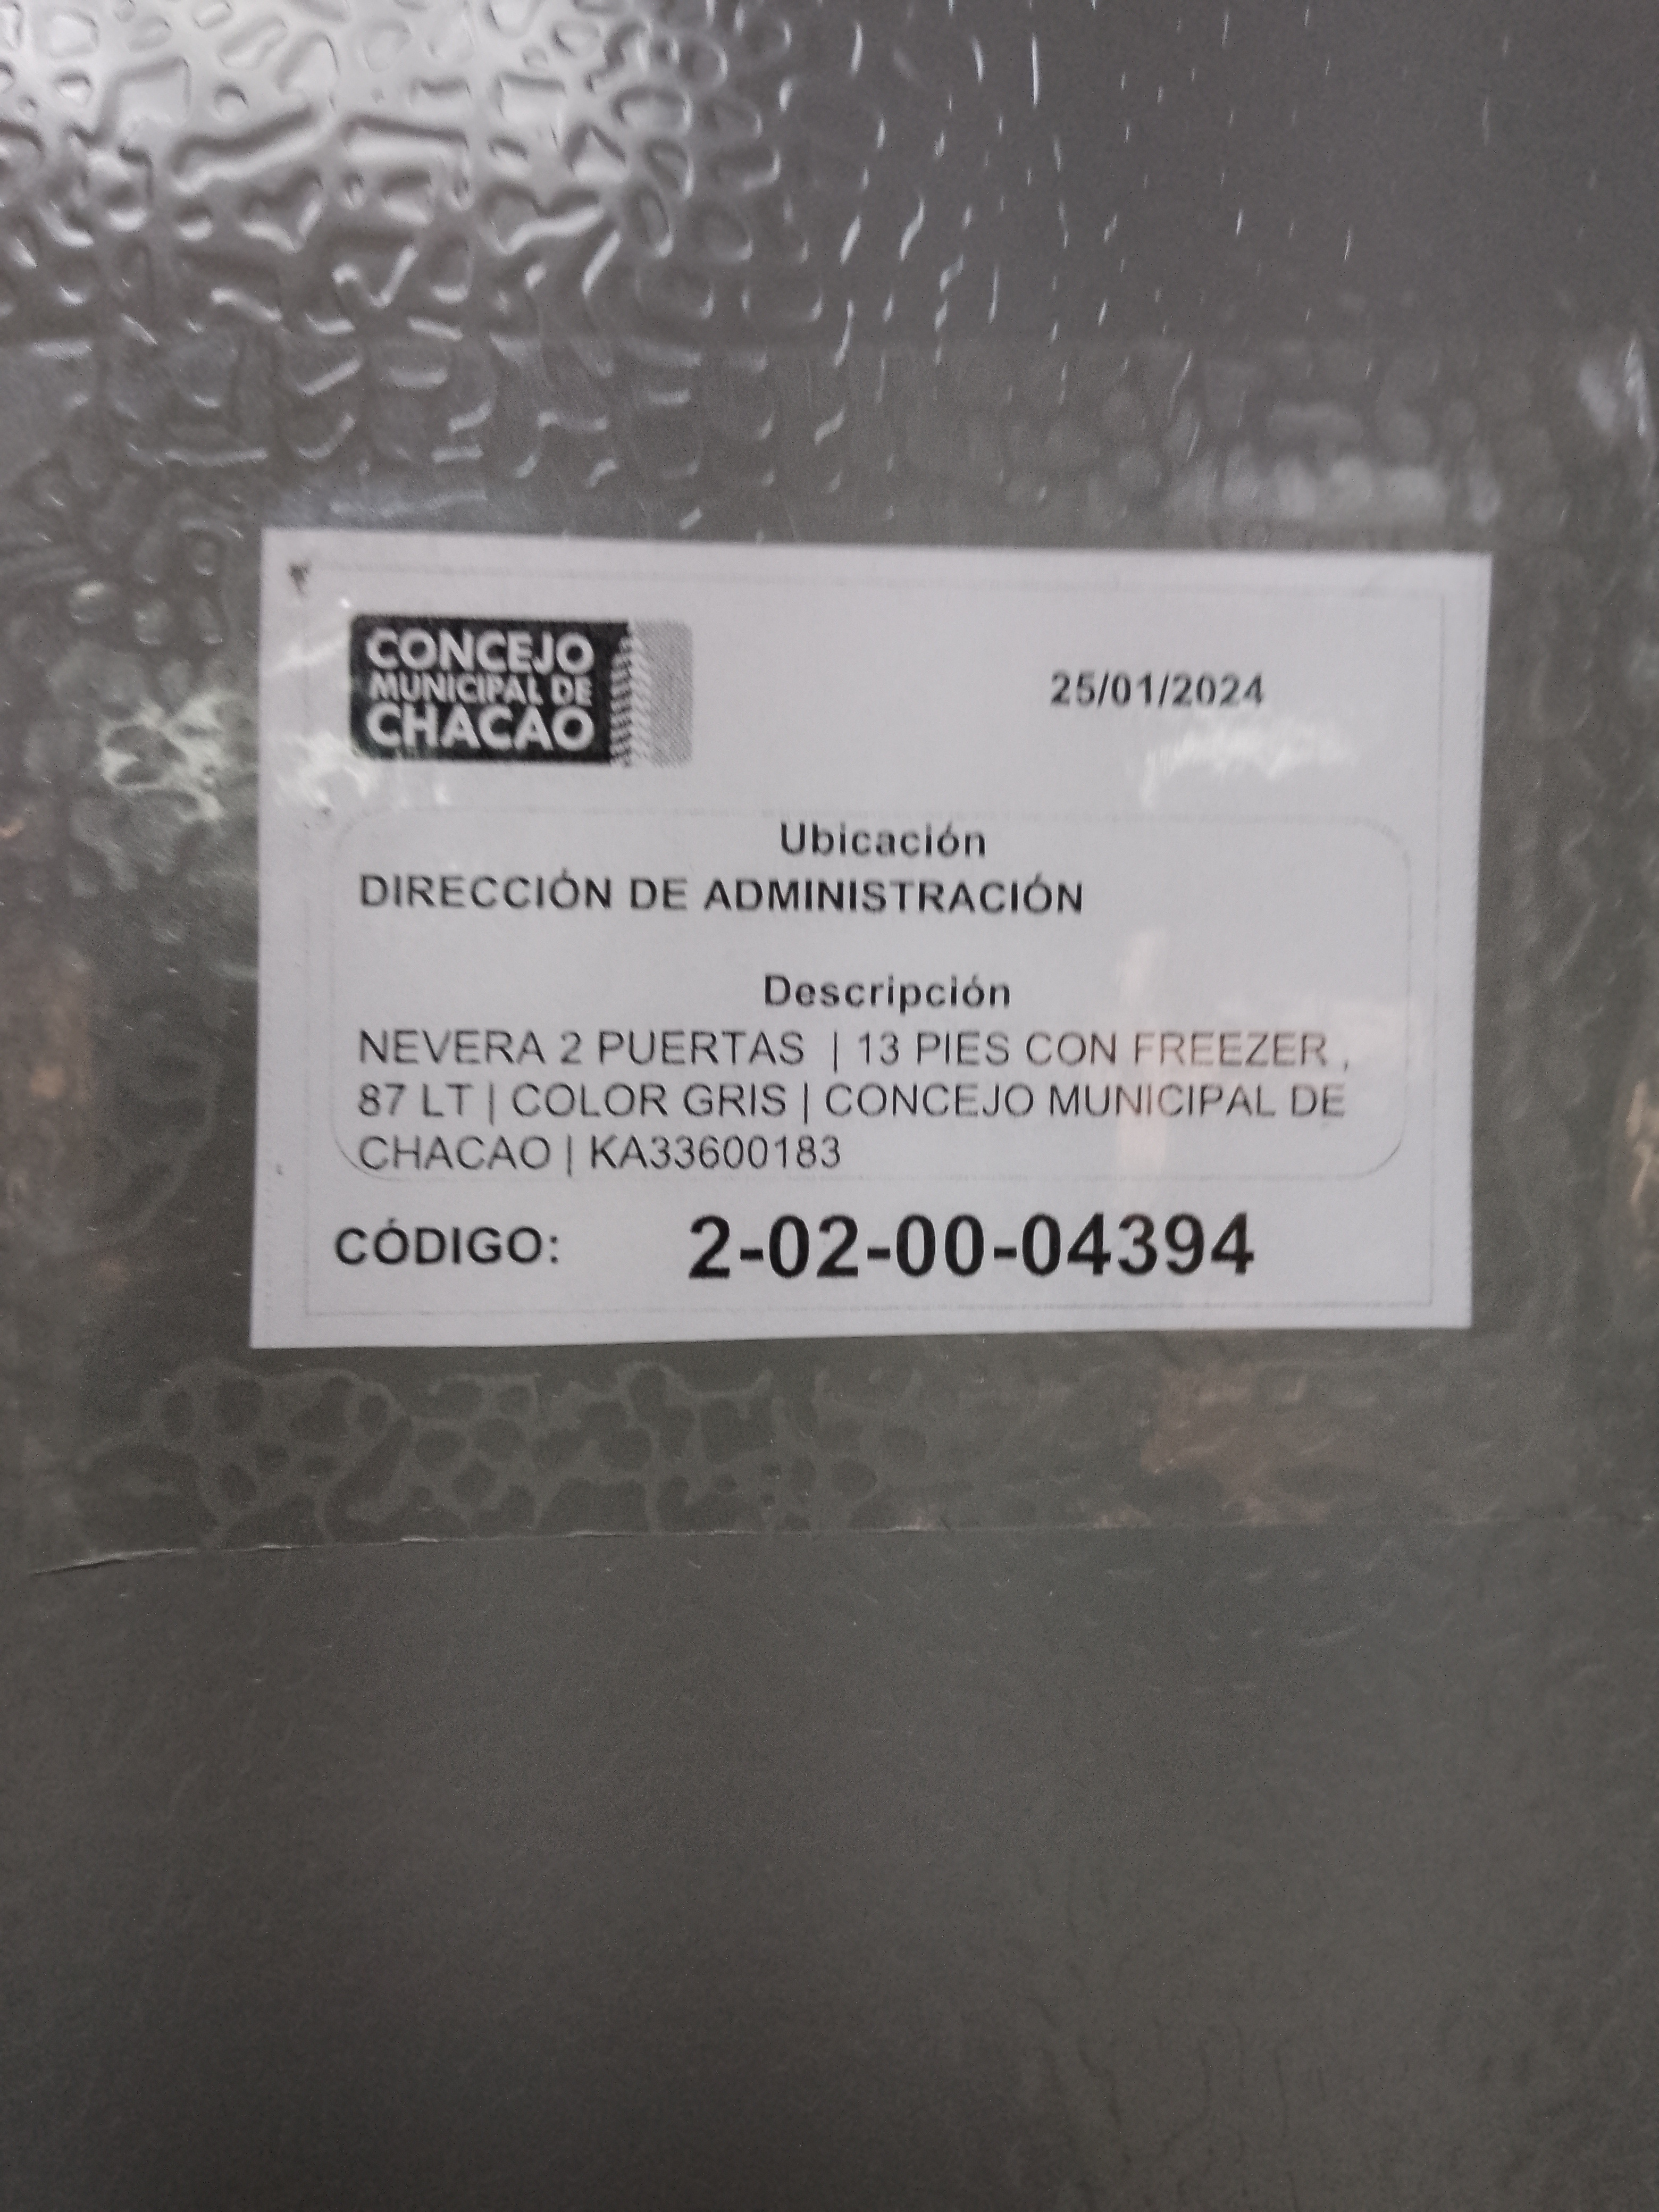 CONCEJO
MUNICIPAL DE
CHACAO
25/01/2024
Ubicación
DIRECCIÓN DE ADMINISTRACIÓN
Descripción
NEVERA 2 PUERTAS | 13 PIES CON FREEZER ,
87 LT | COLOR GRIS | CONCEJO MUNICIPAL DE
CHACAO | KA33600183
CÓDIGO: 2-02-00-04394